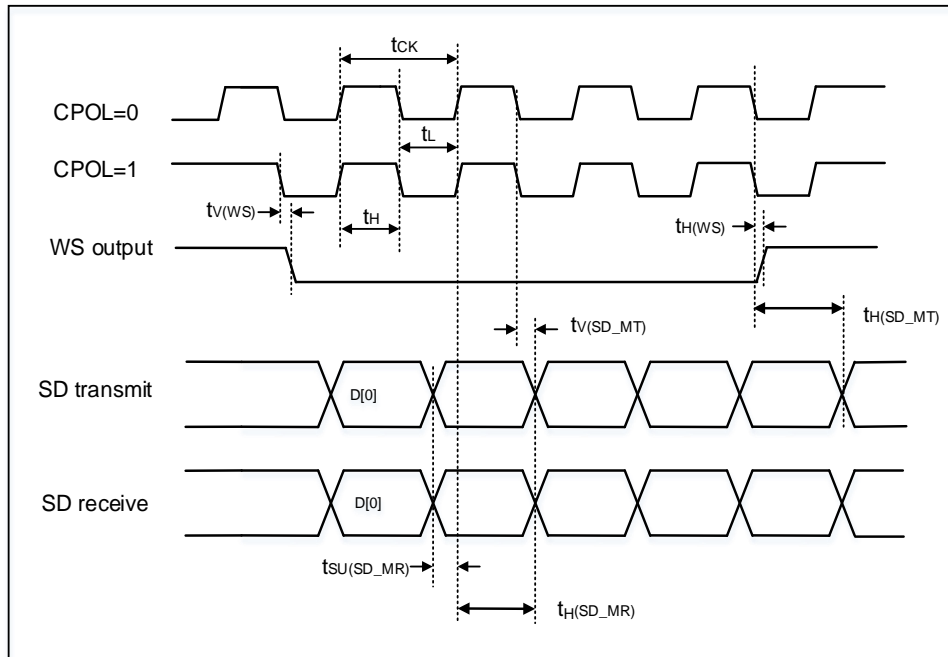 tCK
CPOL=0
tL
CPOL=1
tV(WS)
tH
tH(WS)
WS output
tV(SD_MT)
tH(SD_MT)
SD transmit
D[0]
SD receive
D[0]
tSU(SD_MR)
tH(SD_MR)